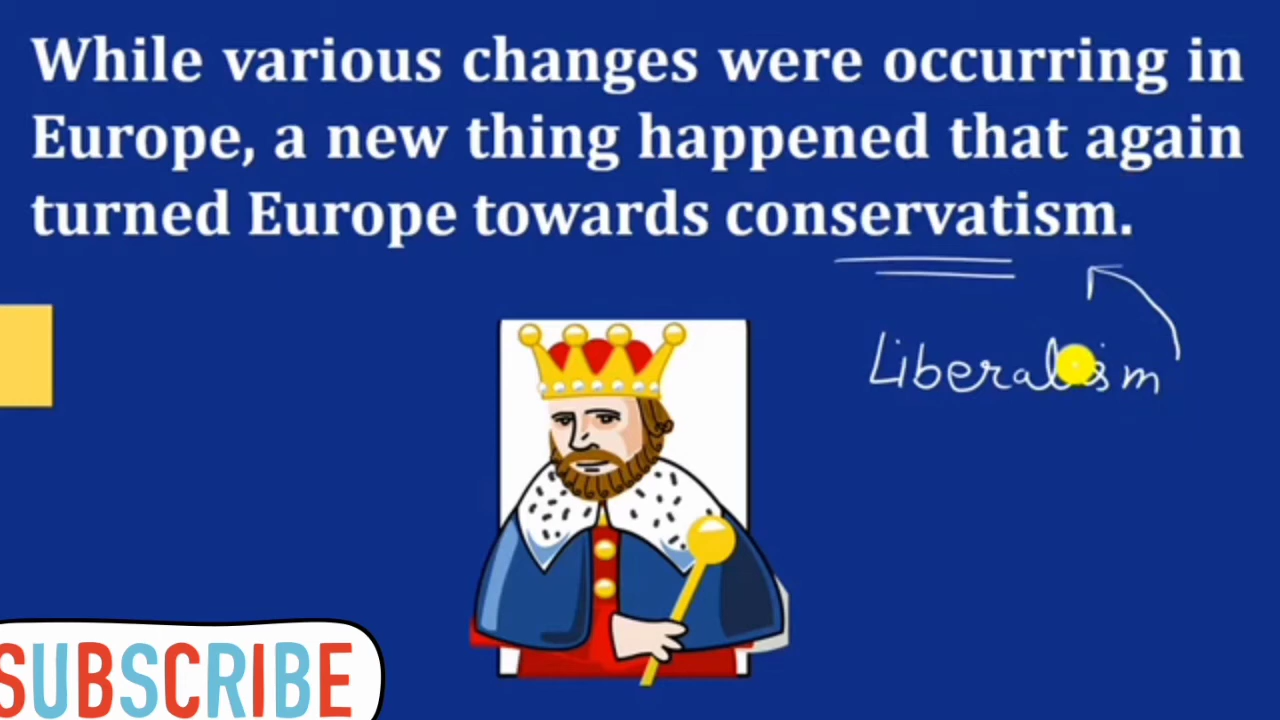 While various changes were occurring in
Europe, a new thing happened that again
turned Europe towards conservatism.
Liberalism
SUBSCRIBE